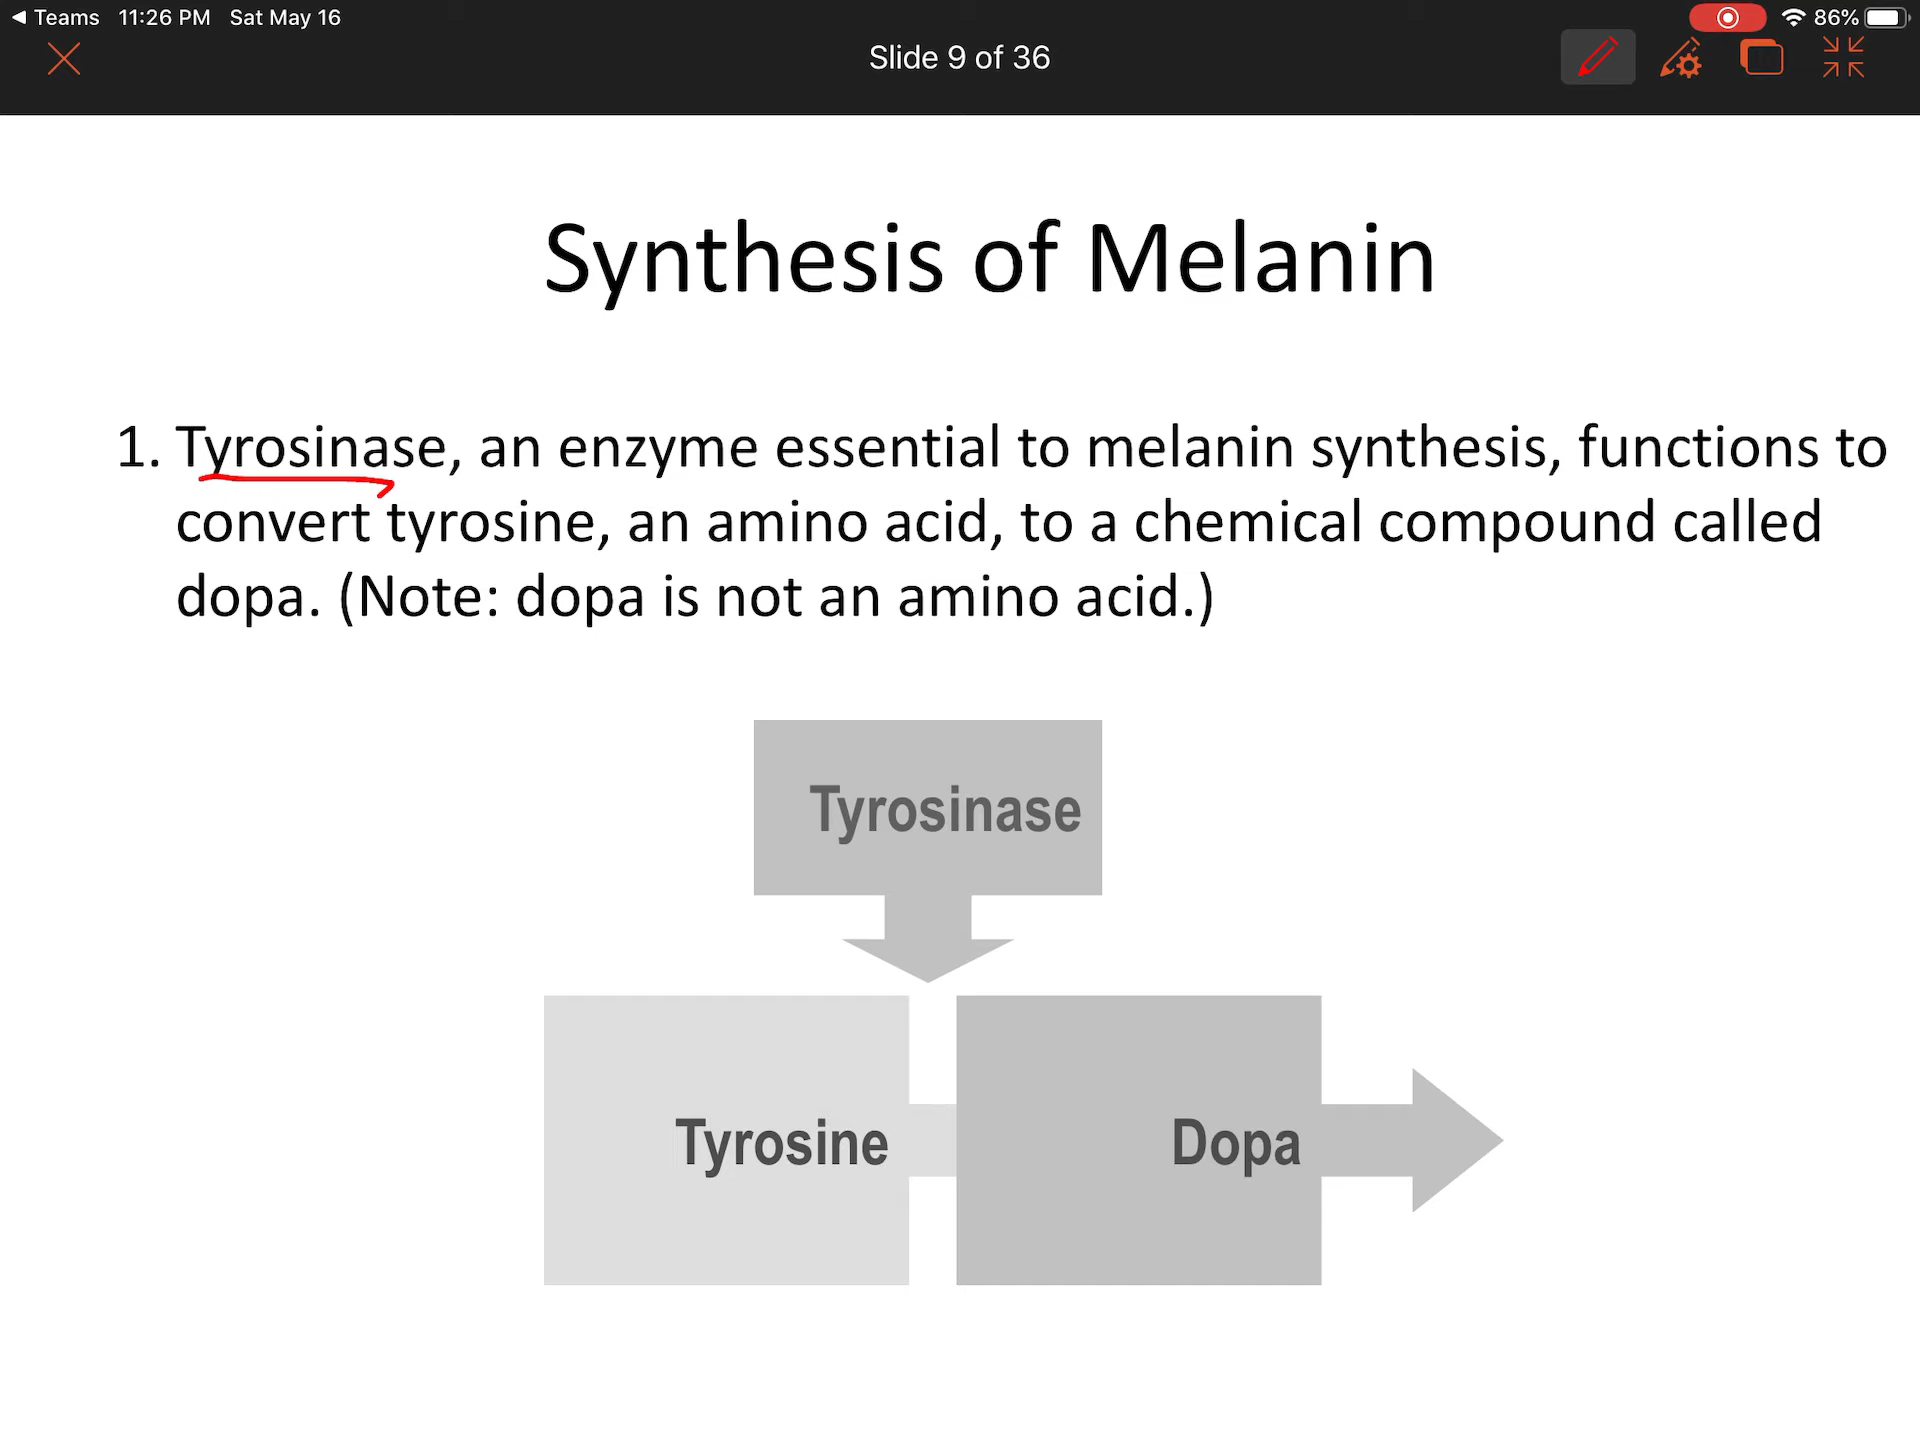 Teams 11:26 PM Sat May 16 86%
Slide 9 of 36
Synthesis of Melanin
1. Tyrosinase, an enzyme essential to melanin synthesis, functions to
convert tyrosine, an amino acid, to a chemical compound called
dopa. (Note: dopa is not an amino acid.)
Tyrosinase
Tyrosine Dopa